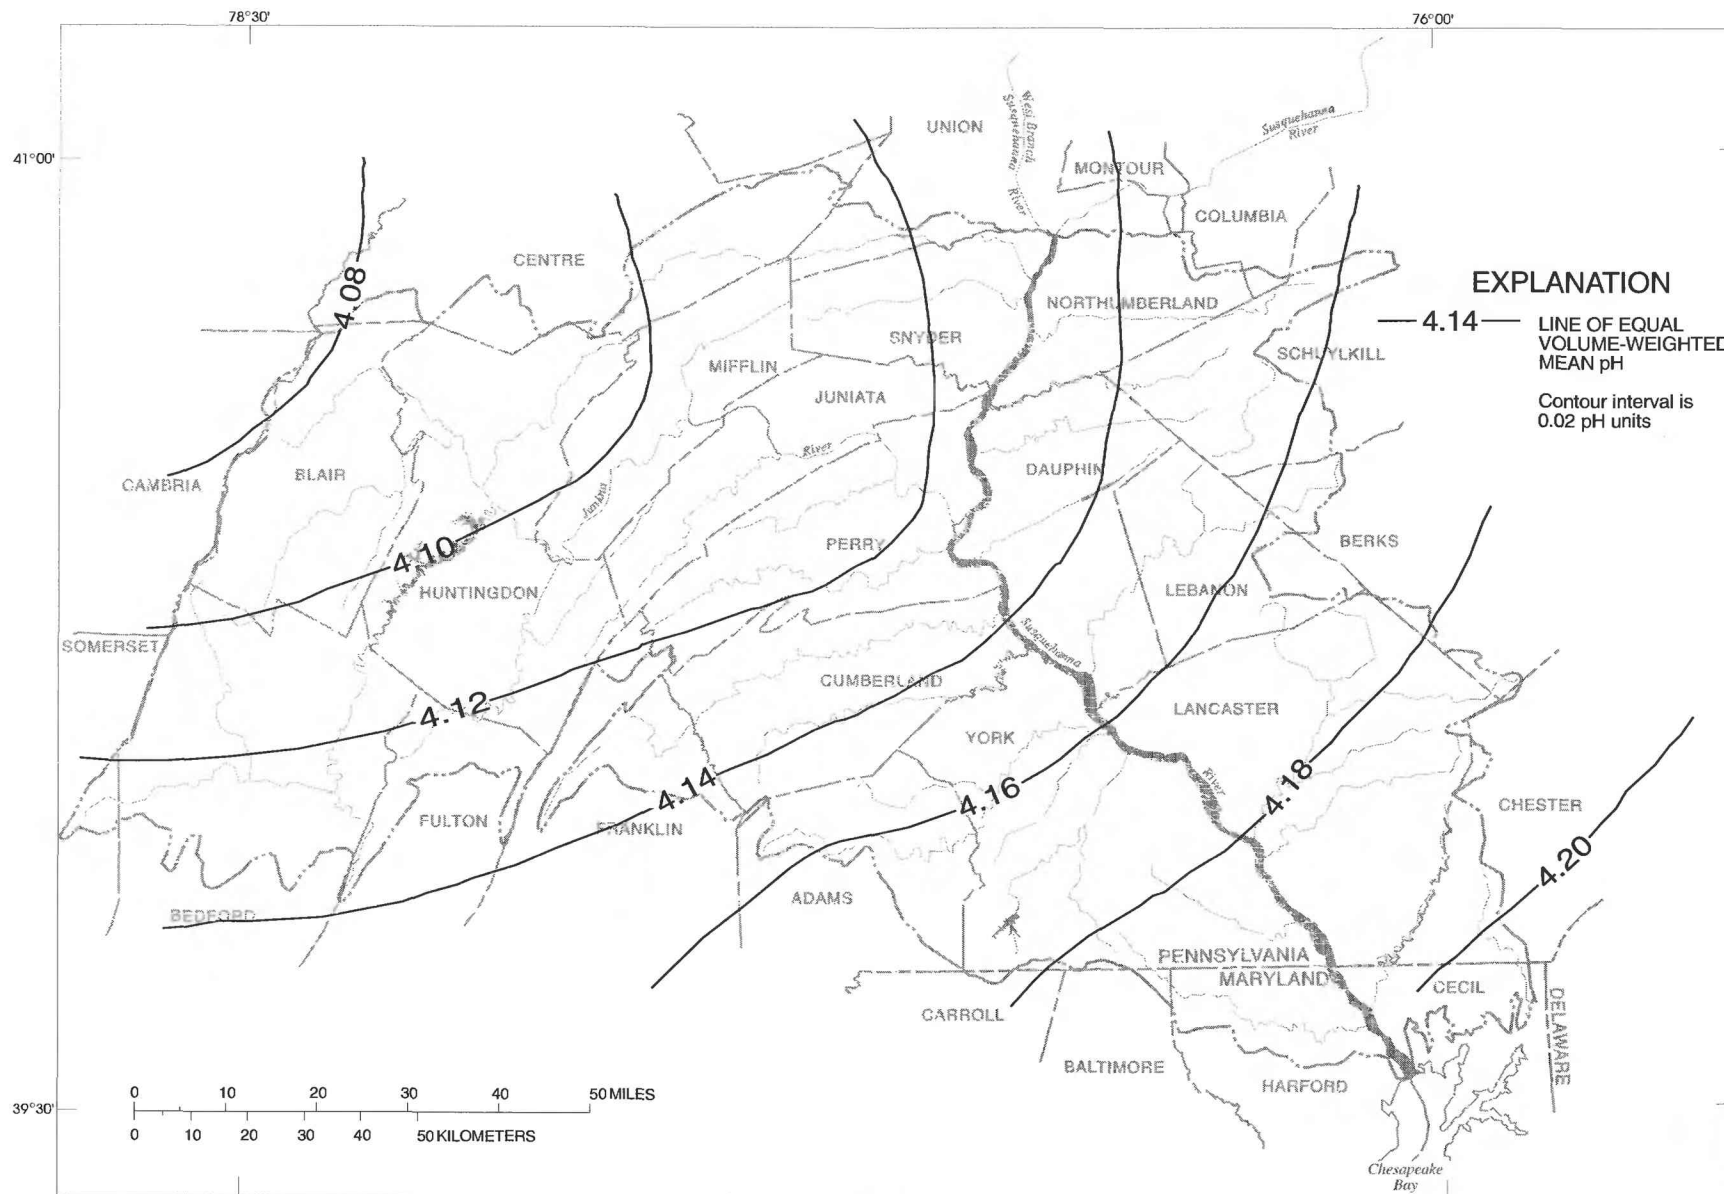 78°30'
76°00'
41°00'
UNION
West Branch
Susquehanna
River
Susquehanna
River
MONTOUR
COLUMBIA
CENTRE
4.08
NORTHUMBERLAND
EXPLANATION
4.14
LINE OF EQUAL
VOLUME-WEIGHTED
MEAN pH
Contour interval is
0.02 pH units
SNYDER
SCHUYLKILL
MIFFLIN
JUNIATA
River
Juniata
DAUPHIN
BLAIR
CAMBRIA
4.10
PERRY
BERKS
HUNTINGDON
LEBANON
SOMERSET
Susquehanna
CUMBERLAND
4.12
LANCASTER
YORK
4.14
4.16
River
4.18
CHESTER
FULTON
FRANKLIN
4.20
ADAMS
BEDFORD
PENNSYLVANIA
MARYLAND
CECIL
CARROLL
DELAWARE
BALTIMORE
HARFORD
39°30'
0 10 20 30 40 50 MILES
0 10 20 30 40 50 KILOMETERS
Chesapeake
Bay